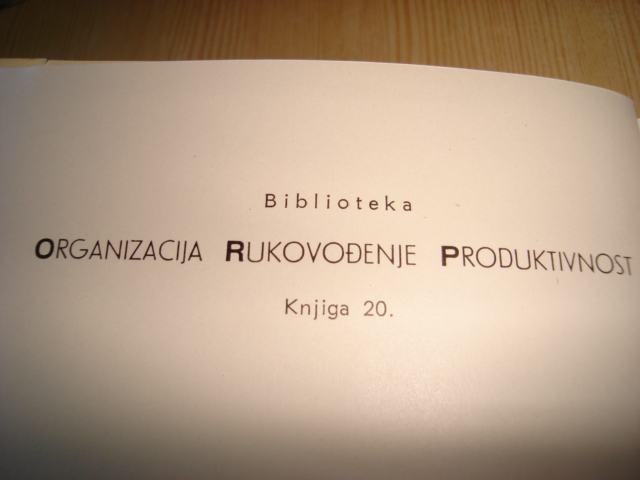 Biblioteka
ORGANIZACIJA RUKOVOĐENJE PRODUKTIVNOST
Knjiga 20.